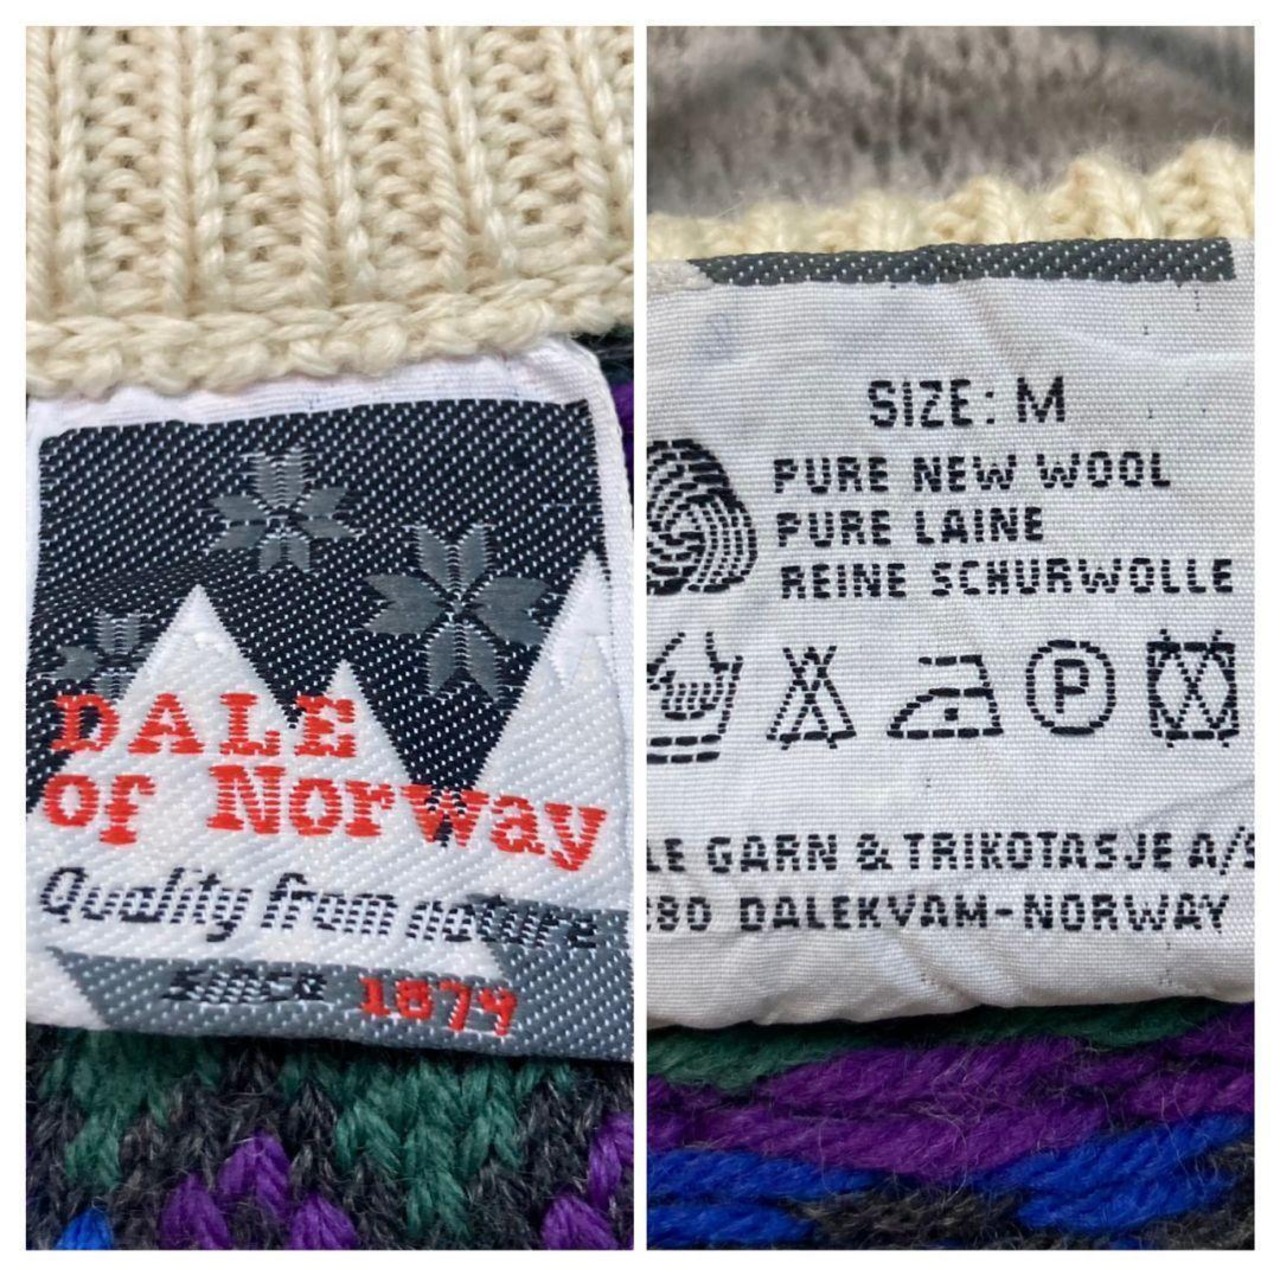 DALE
of Norway
Quality from nature
since 1879
SIZE: M
PURE NEW WOOL
PURE LAINE
REINE SCHURWOLLE
P
LE GARN & TRIKOTASJE A/S
280 DALEKVAM-NORWAY